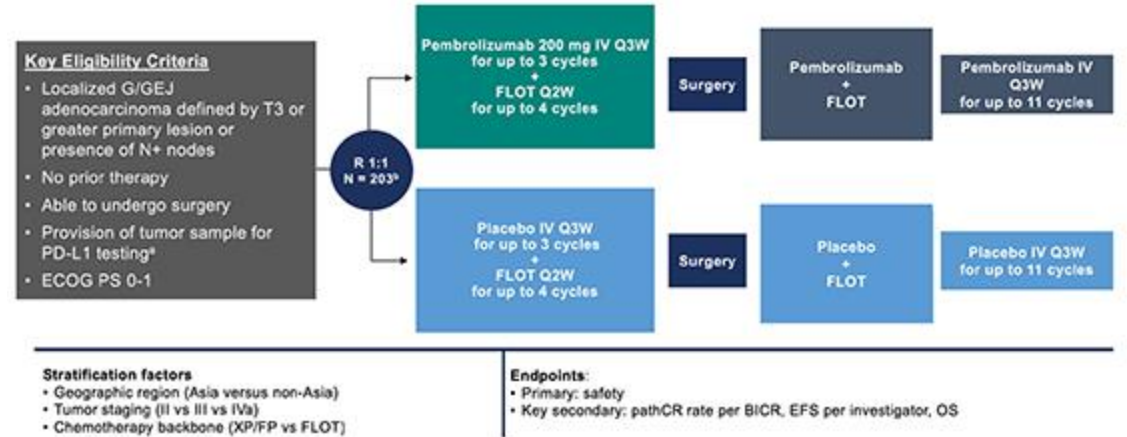 Key Eligibility Criteria
• Localized G/GEJ
adenocarcinoma defined by T3 or
greater primary lesion or
presence of N+ nodes
• No prior therapy
• Able to undergo surgery
• Provision of tumor sample for
PD-L1 testingᵃ
• ECOG PS 0-1
R 1:1
N = 203ᵇ
Pembrolizumab 200 mg IV Q3W
for up to 3 cycles
+
FLOT Q2W
for up to 4 cycles
Surgery
Pembrolizumab
+
FLOT
Pembrolizumab IV
Q3W
for up to 11 cycles
Placebo IV Q3W
for up to 3 cycles
+
FLOT Q2W
for up to 4 cycles
Surgery
Placebo
+
FLOT
Placebo IV Q3W
for up to 11 cycles
Stratification factors
• Geographic region (Asia versus non-Asia)
• Tumor staging (II vs III vs IVa)
• Chemotherapy backbone (XP/FP vs FLOT)
Endpoints:
• Primary: safety
• Key secondary: pathCR rate per BICR, EFS per investigator, OS